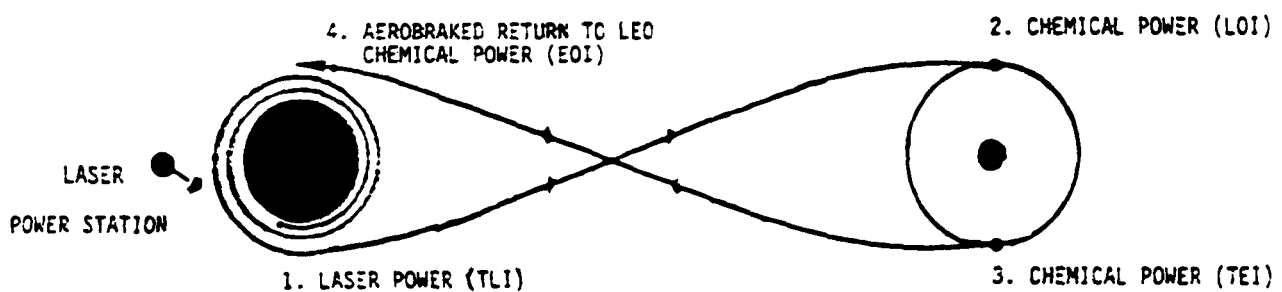 4. AEROBRAKED RETURN TO LEO
CHEMICAL POWER (EOI)
2. CHEMICAL POWER (LOI)
LASER
POWER STATION
1. LASER POWER (TLI)
3. CHEMICAL POWER (TEI)